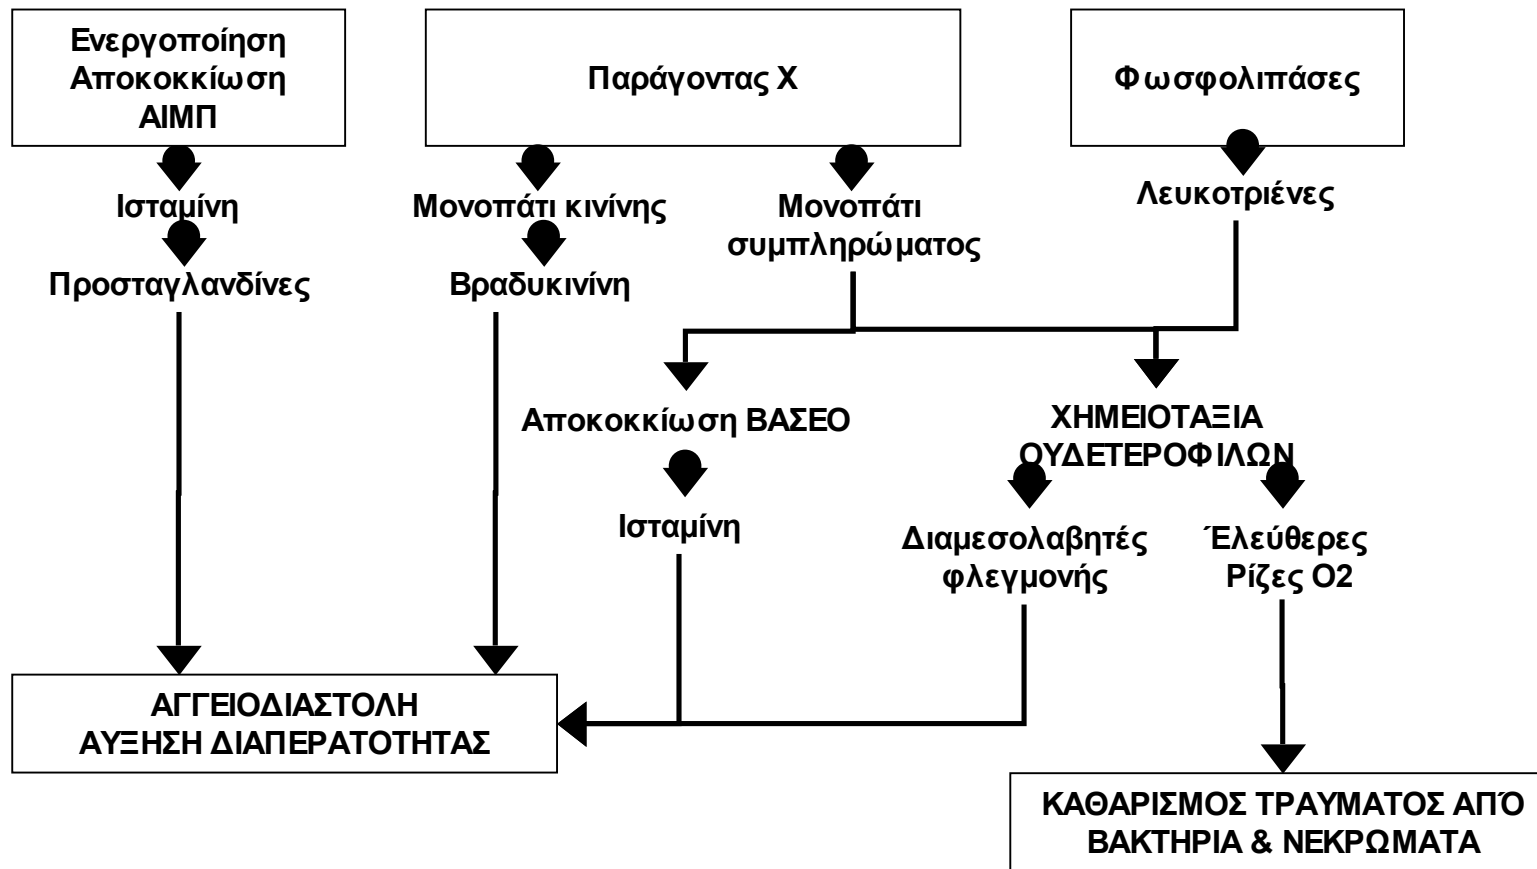 Ενεργοποίηση
Αποκοκκίωση
ΑΙΜΠ
Παράγοντας Χ
Φωσφολιπάσες
Ισταμίνη
Μονοπάτι κινίνης
Μονοπάτι
συμπληρώματος
Λευκοτριένες
Προσταγλανδίνες
Βραδυκινίνη
Αποκοκκίωση ΒΑΣΕΟ
ΧΗΜΕΙΟΤΑΞΙΑ
ΟΥΔΕΤΕΡΟΦΙΛΩΝ
Ισταμίνη
Διαμεσολαβητές
φλεγμονής
Έλεύθερες
Ρίζες Ο2
ΑΓΓΕΙΟΔΙΑΣΤΟΛΗ
ΑΥΞΗΣΗ ΔΙΑΠΕΡΑΤΟΤΗΤΑΣ
ΚΑΘΑΡΙΣΜΟΣ ΤΡΑΥΜΑΤΟΣ ΑΠΌ
ΒΑΚΤΗΡΙΑ & ΝΕΚΡΩΜΑΤΑ